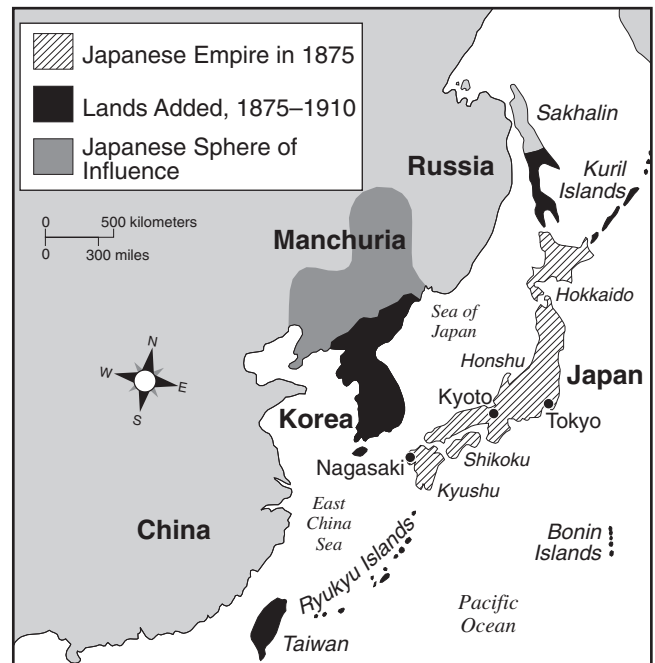 Japanese Empire in 1875
Lands Added, 1875–1910
Japanese Sphere of
Influence
0 500 kilometers
0 300 miles
Sakhalin
Russia
Kuril
Islands
Manchuria
Hokkaido
Sea of
Japan
N
W
E
S
Honshu
Japan
Kyoto
Korea
Tokyo
Nagasaki
Shikoku
Kyushu
East
China
Sea
China
Bonin
Islands
Ryukyu Islands
Pacific
Ocean
Taiwan